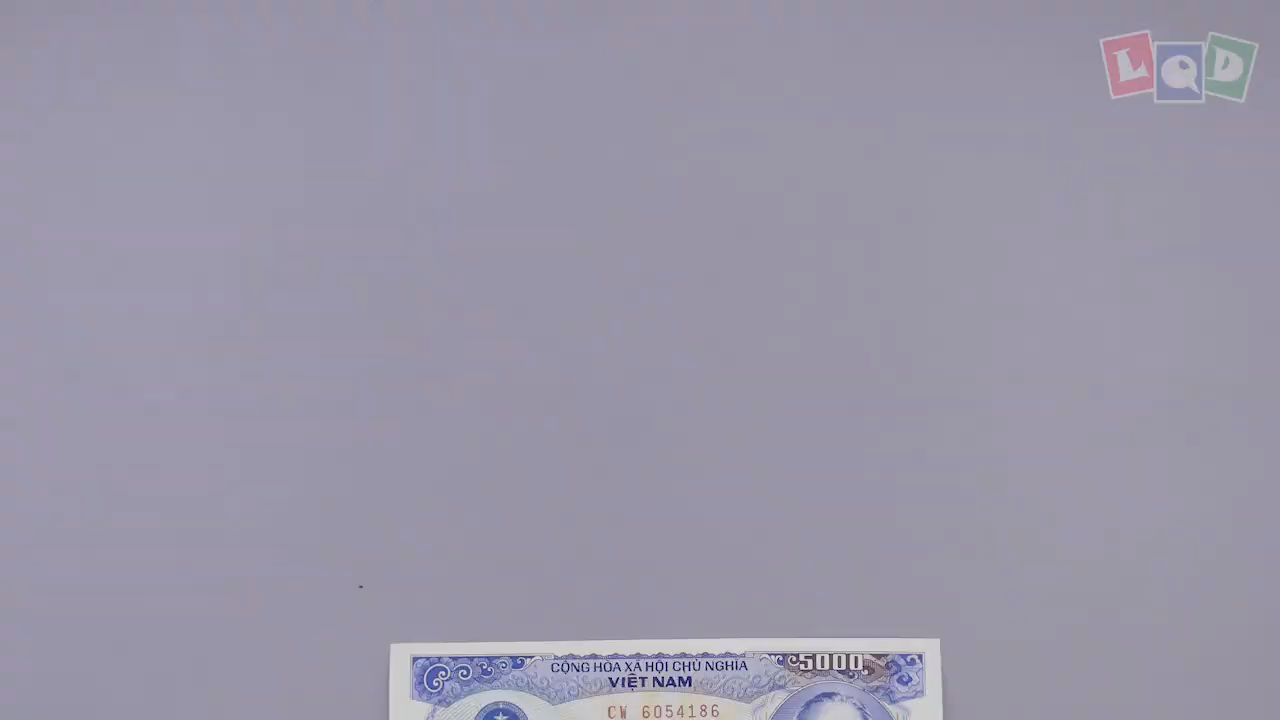 LQD
CỘNG HÒA XÃ HỘI CHỦ NGHĨA
5000
VIỆT NAM
CW 6054186